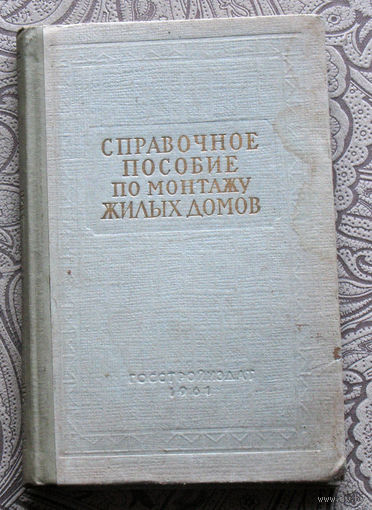 СПРАВОЧНОЕ
ПОСОБИЕ
ПО МОНТАЖУ
ЖИЛЫХ ДОМОВ
ГОССТРОЙИЗДАТ
1961